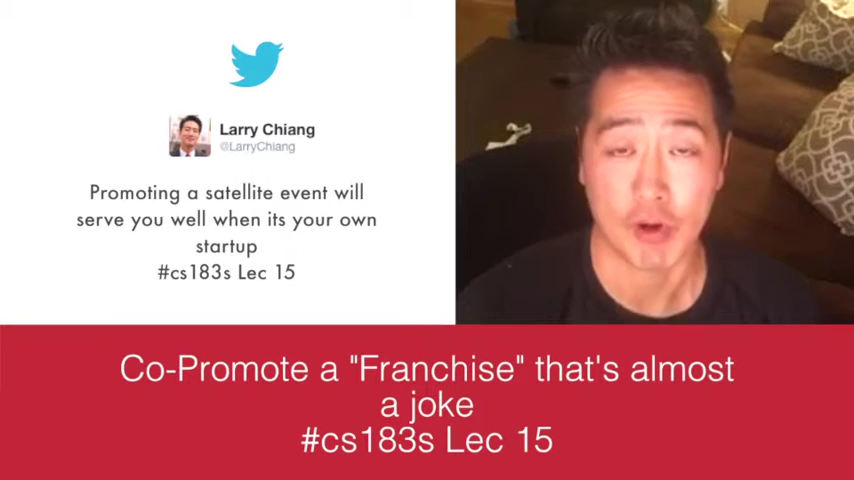 Larry Chiang
@LarryChiang
Promoting a satellite event will
serve you well when its your own
startup
#cs183s Lec 15
Co-Promote a "Franchise" that's almost
a joke
#cs183s Lec 15